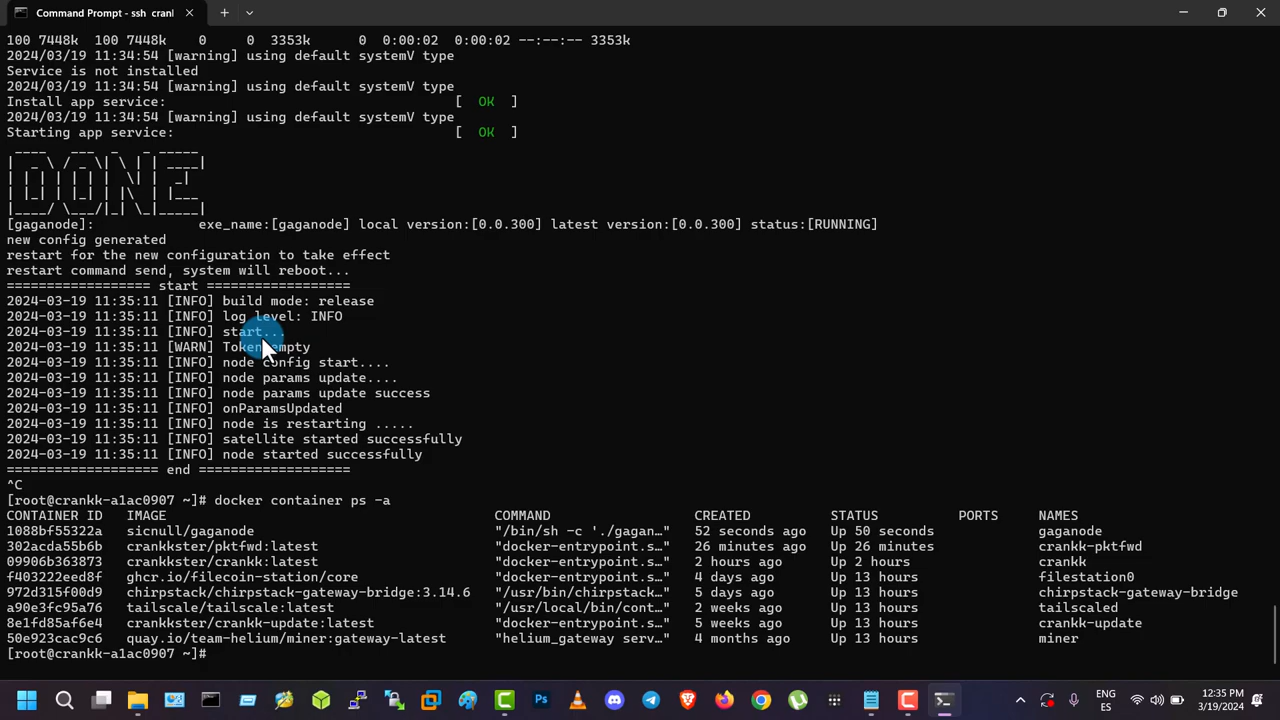 Command Prompt - ssh cranl
100 7448k  100 7448k    0     0  3353k      0  0:00:02  0:00:02 --:--:-- 3353k
2024/03/19 11:34:54 [warning] using default systemV type
Service is not installed
2024/03/19 11:34:54 [warning] using default systemV type
Install app service:                                    [  OK  ]
2024/03/19 11:34:54 [warning] using default systemV type
Starting app service:                                   [  OK  ]
DONE
[gaganode]:             exe_name:[gaganode] local version:[0.0.300] latest version:[0.0.300] status:[RUNNING]
new config generated
restart for the new configuration to take effect
restart command send, system will reboot...
================== start ==================
2024-03-19 11:35:11 [INFO] build mode: release
2024-03-19 11:35:11 [INFO] log level: INFO
2024-03-19 11:35:11 [INFO] start...
2024-03-19 11:35:11 [WARN] Token empty
2024-03-19 11:35:11 [INFO] node config start....
2024-03-19 11:35:11 [INFO] node params update....
2024-03-19 11:35:11 [INFO] node params update success
2024-03-19 11:35:11 [INFO] onParamsUpdated
2024-03-19 11:35:11 [INFO] node is restarting .....
2024-03-19 11:35:11 [INFO] satellite started successfully
2024-03-19 11:35:11 [INFO] node started successfully
=================== end ===================
^C
[root@crankk-a1ac0907 ~]# docker container ps -a
CONTAINER ID   IMAGE                                      COMMAND                  CREATED          STATUS          PORTS     NAMES
1088bf55322a   sicnull/gaganode                           "/bin/sh -c './gagan…"   52 seconds ago   Up 50 seconds             gaganode
302acda55b6b   crankkster/pktfwd:latest                   "docker-entrypoint.s…"   26 minutes ago   Up 26 minutes             crankk-pktfwd
09906b363873   crankkster/crankk:latest                   "docker-entrypoint.s…"   2 hours ago      Up 2 hours                crankk
f403222eed8f   ghcr.io/filecoin-station/core              "docker-entrypoint.s…"   4 days ago       Up 13 hours               filestation0
972d315f00d9   chirpstack/chirpstack-gateway-bridge:3.14.6   "/usr/bin/chirpstack…"   5 days ago       Up 13 hours               chirpstack-gateway-bridge
a90e3fc95a76   tailscale/tailscale:latest                 "/usr/local/bin/cont…"   2 weeks ago      Up 13 hours               tailscaled
8e1fd85af6e4   crankkster/crankk-update:latest            "docker-entrypoint.s…"   5 weeks ago      Up 13 hours               crankk-update
50e923cac9c6   quay.io/team-helium/miner:gateway-latest   "helium_gateway serv…"   4 months ago     Up 13 hours               miner
[root@crankk-a1ac0907 ~]#
ENG
ES
12:35 PM
3/19/2024